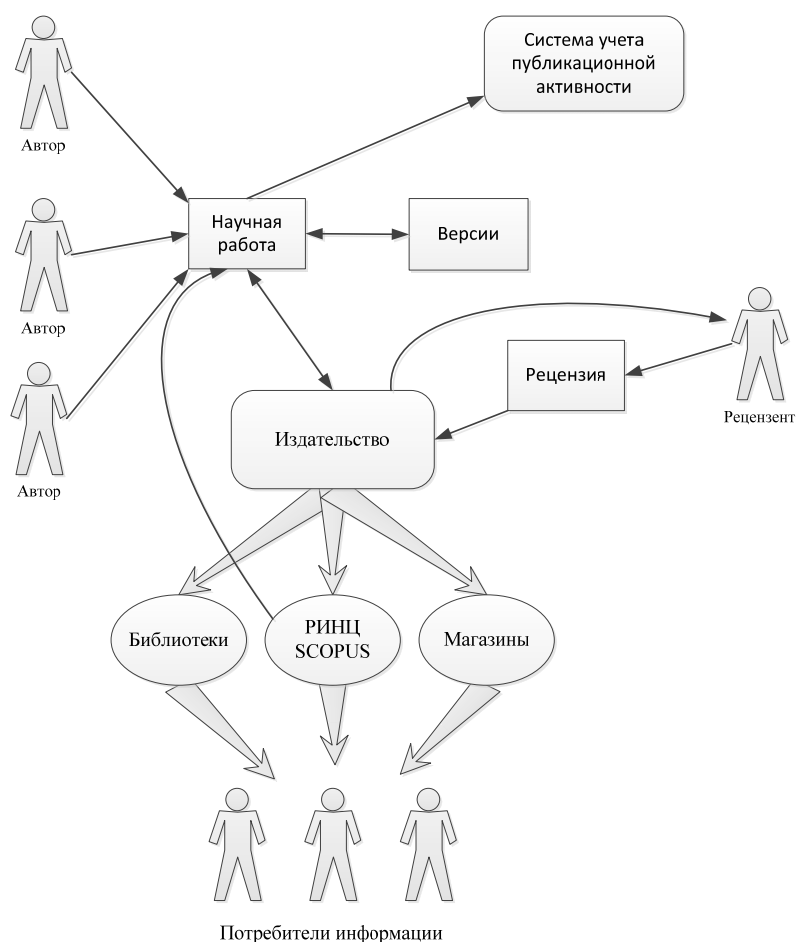 Система учета
публикационной
активности
Автор
Научная
работа
Версии
Автор
Рецензия
Рецензент
Издательство
Автор
Библиотеки
РИНЦ
SCOPUS
Магазины
Потребители информации